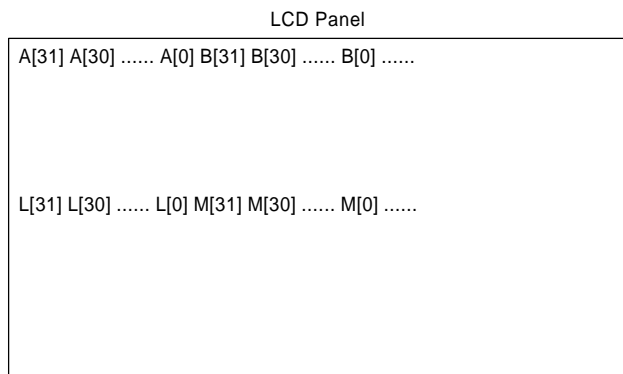 LCD Panel
A[31] A[30] ...... A[0] B[31] B[30] ...... B[0] ......
L[31] L[30] ...... L[0] M[31] M[30] ...... M[0] ......